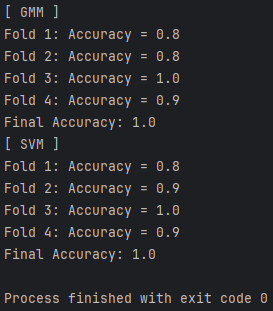 [ GMM ]
Fold 1: Accuracy = 0.8
Fold 2: Accuracy = 0.8
Fold 3: Accuracy = 1.0
Fold 4: Accuracy = 0.9
Final Accuracy: 1.0
[ SVM ]
Fold 1: Accuracy = 0.8
Fold 2: Accuracy = 0.9
Fold 3: Accuracy = 1.0
Fold 4: Accuracy = 0.9
Final Accuracy: 1.0
Process finished with exit code 0